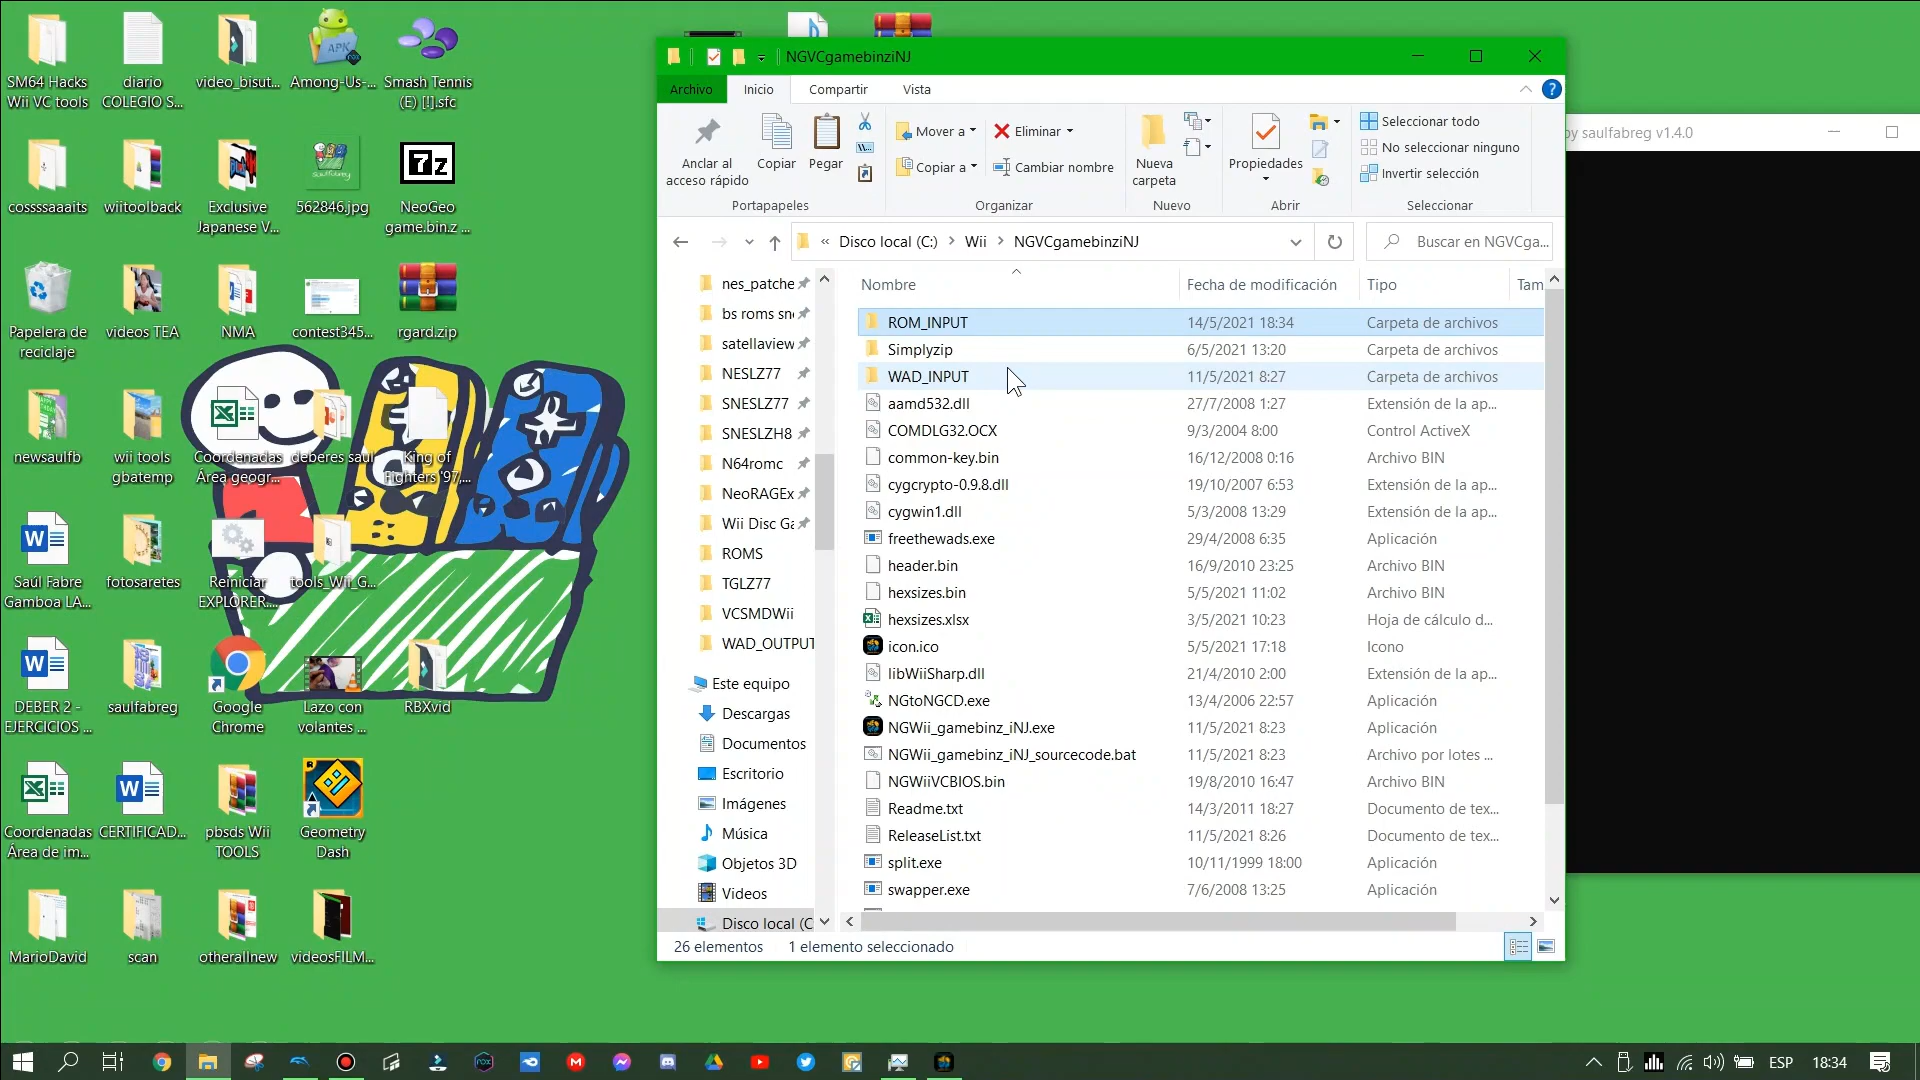 SM64 Hacks
Wii VC tools
diario
COLEGIO S...
video_bisut...
Among-Us-...
APK
Smash Tennis
(E) [!].sfc
cossssaaaits
wiitoolback
Exclusive
Japanese V...
562846.jpg
7z
NeoGeo
game.bin.z ...
Papelera de
reciclaje
videos TEA
NMA
contest345...
rgard.zip
newsaulfb
wii tools
gbatemp
Coordenadas
Área geogr...
deberes saul
King of
Fighters '97,...
Saúl Fabre
Gamboa LA...
fotosaretes
Reiniciar
EXPLORER....
tools_Wii_G...
DEBER 2 -
EJERCICIOS ...
saulfabreg
Google
Chrome
Lazo con
volantes ...
RBXvid
Coordenadas
Área de im...
CERTIFICAD...
pbsds Wii
TOOLS
Geometry
Dash
MarioDavid
scan
otherallnew
videosFILM...
NGVCgamebinziNJ
Archivo
Inicio
Compartir
Vista
Anclar al
acceso rápido
Copiar
Pegar
Mover a
Copiar a
Eliminar
Cambiar nombre
Nueva
carpeta
Propiedades
Seleccionar todo
No seleccionar ninguno
Invertir selección
Portapapeles
Organizar
Nuevo
Abrir
Seleccionar
« Disco local (C:) > Wii > NGVCgamebinziNJ
Buscar en NGVCga...
nes_patche
bs roms sn
satellaview
NESLZ77
SNESLZ77
SNESLZH8
N64romc
NeoRAGEx
Wii Disc Ga
ROMS
TGLZ77
VCSMDWii
WAD_OUTPUT
Este equipo
Descargas
Documentos
Escritorio
Imágenes
Música
Objetos 3D
Videos
Disco local (C
Nombre Fecha de modificación Tipo Tam
ROM_INPUT 14/5/2021 18:34 Carpeta de archivos
Simplyzip 6/5/2021 13:20 Carpeta de archivos
WAD_INPUT 11/5/2021 8:27 Carpeta de archivos
aamd532.dll 27/7/2008 1:27 Extensión de la ap...
COMDLG32.OCX 9/3/2004 8:00 Control ActiveX
common-key.bin 16/12/2008 0:16 Archivo BIN
cygcrypto-0.9.8.dll 19/10/2007 6:53 Extensión de la ap...
cygwin1.dll 5/3/2008 13:29 Extensión de la ap...
freethewads.exe 29/4/2008 6:35 Aplicación
header.bin 16/9/2010 23:25 Archivo BIN
hexsizes.bin 5/5/2021 11:02 Archivo BIN
hexsizes.xlsx 3/5/2021 10:23 Hoja de cálculo d...
icon.ico 5/5/2021 17:18 Icono
libWiiSharp.dll 21/4/2010 2:00 Extensión de la ap...
NGtoNGCD.exe 13/4/2006 22:57 Aplicación
NGWii_gamebinz_iNJ.exe 11/5/2021 8:23 Aplicación
NGWii_gamebinz_iNJ_sourcecode.bat 11/5/2021 8:23 Archivo por lotes ...
NGWiiVCBIOS.bin 19/8/2010 16:47 Archivo BIN
Readme.txt 14/3/2011 18:27 Documento de tex...
ReleaseList.txt 11/5/2021 8:26 Documento de tex...
split.exe 10/11/1999 18:00 Aplicación
swapper.exe 7/6/2008 13:25 Aplicación
26 elementos 1 elemento seleccionado
by saulfabreg v1.4.0
ESP
18:34